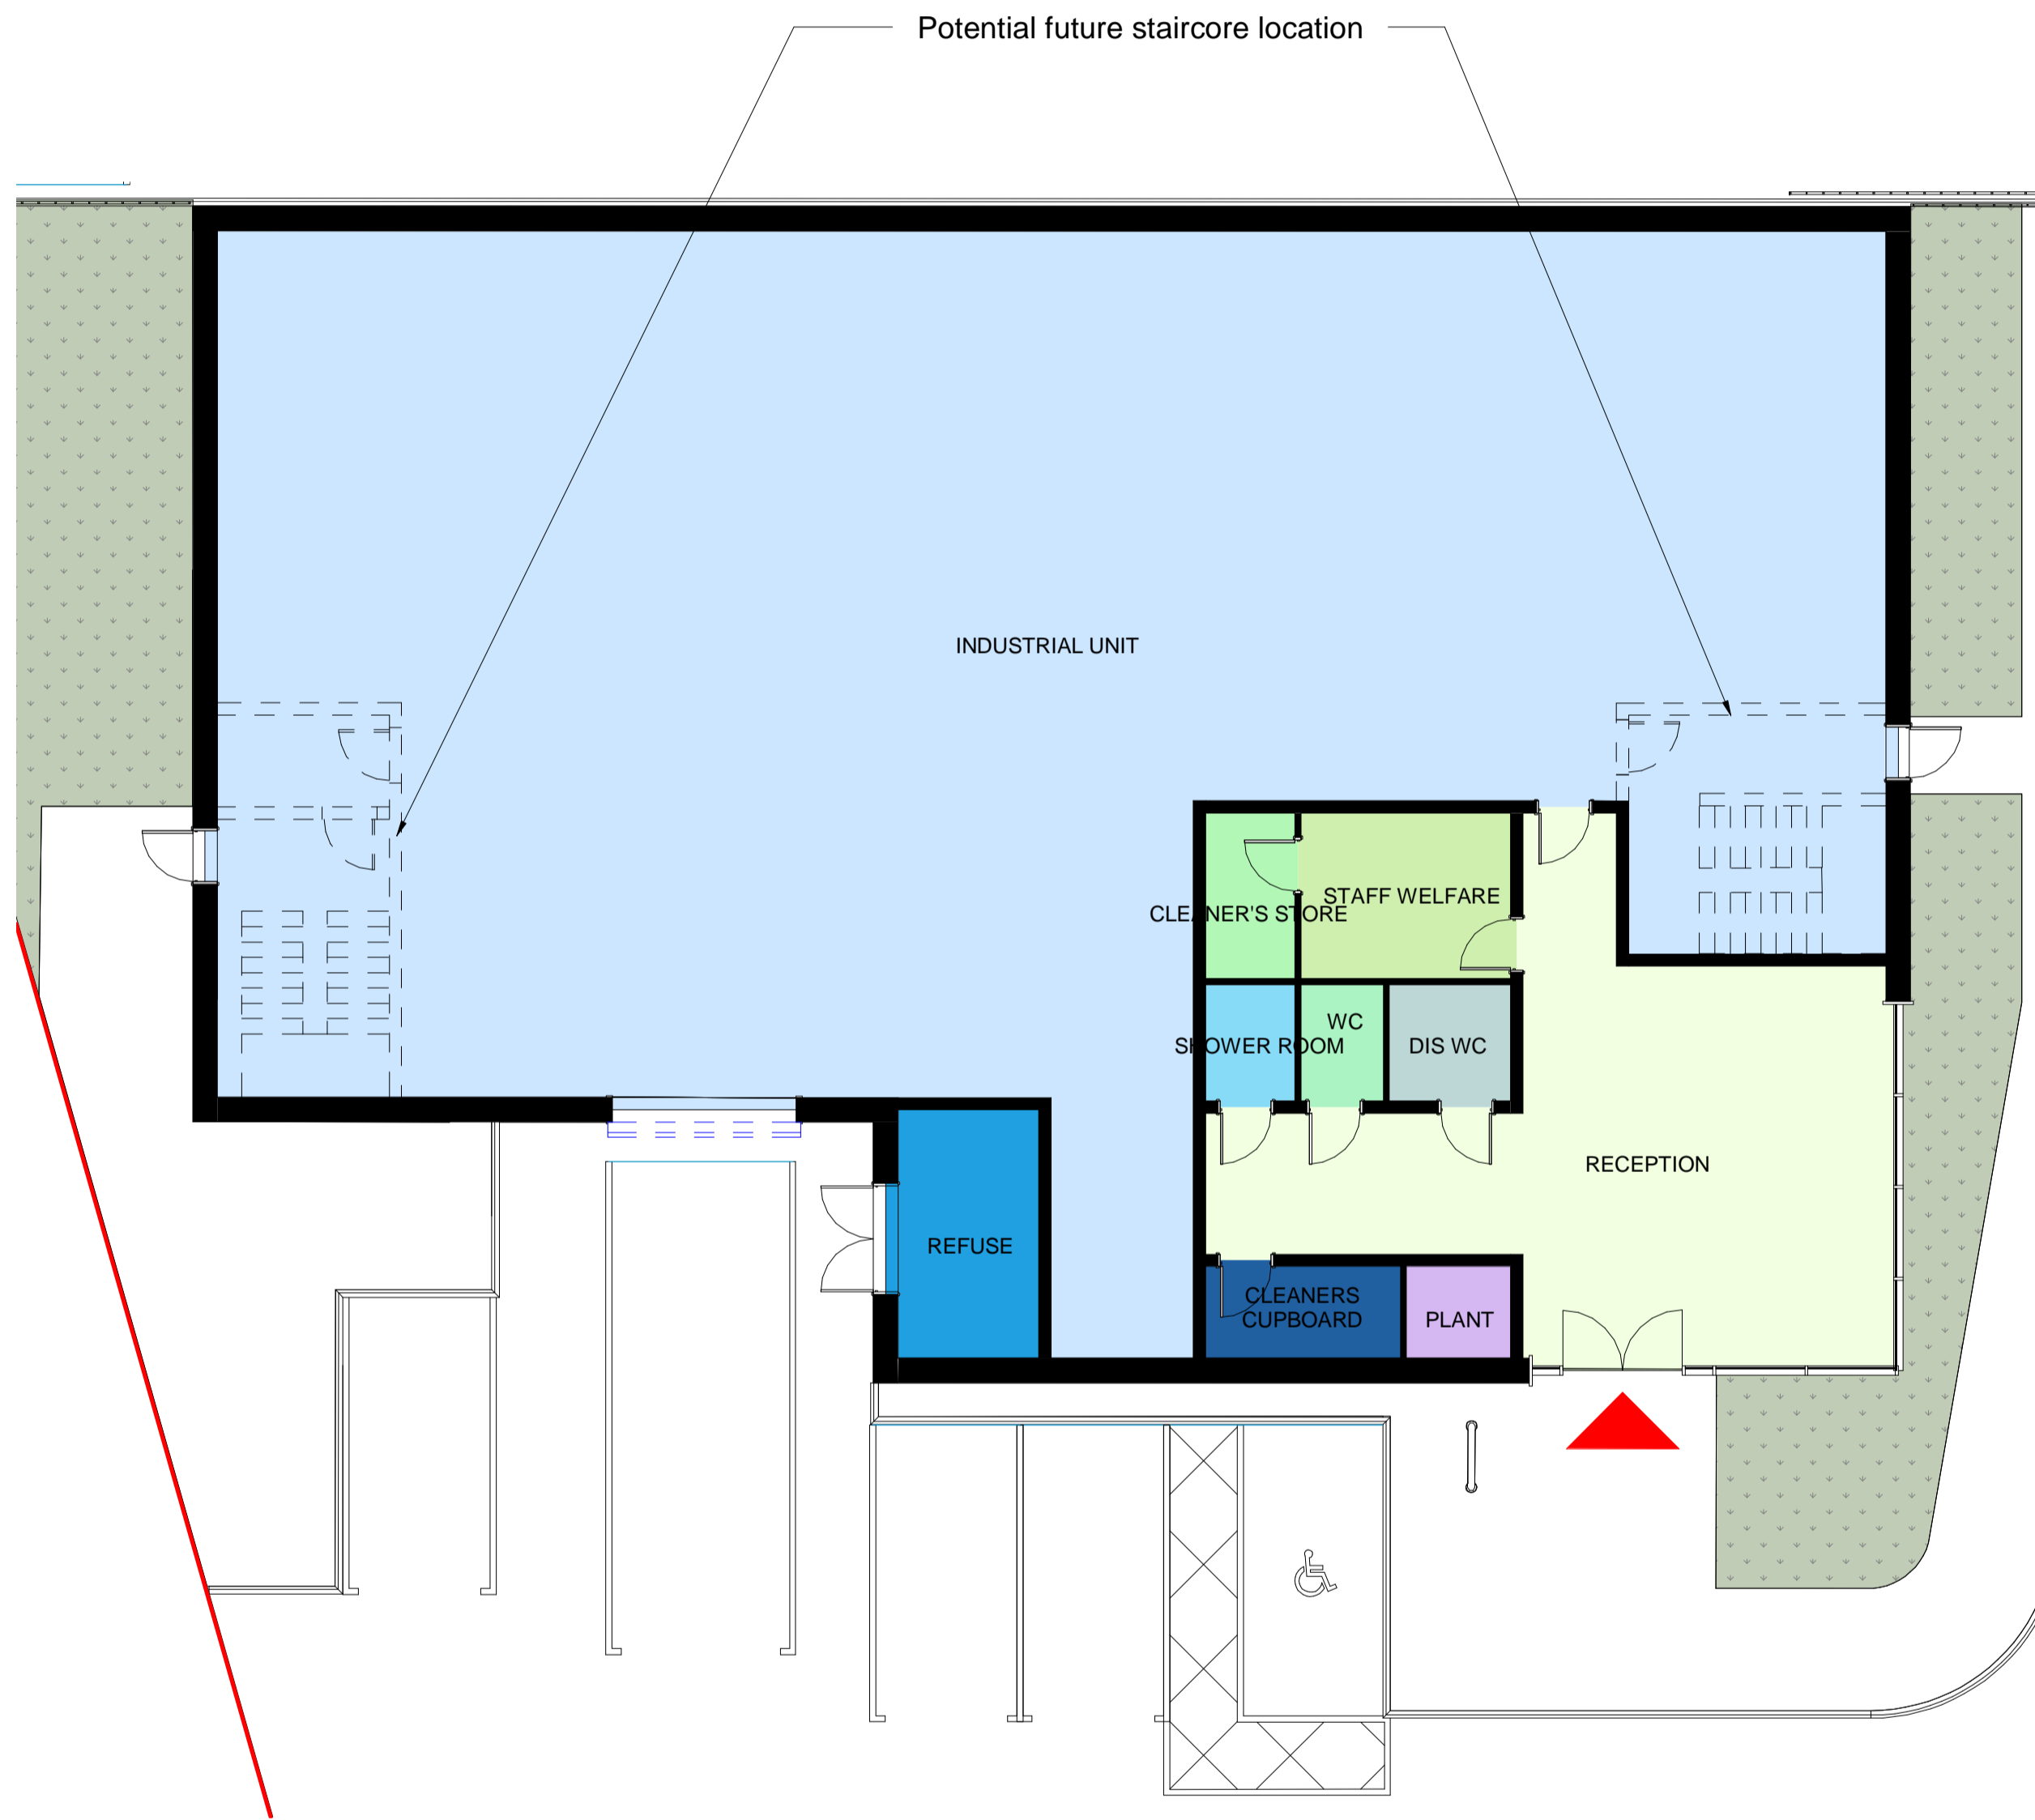 Potential future staircore location
INDUSTRIAL UNIT
STAFF WELFARE
CLEANER'S STORE
WC
SHOWER ROOM
DIS WC
RECEPTION
REFUSE
CLEANERS
CUPBOARD
PLANT